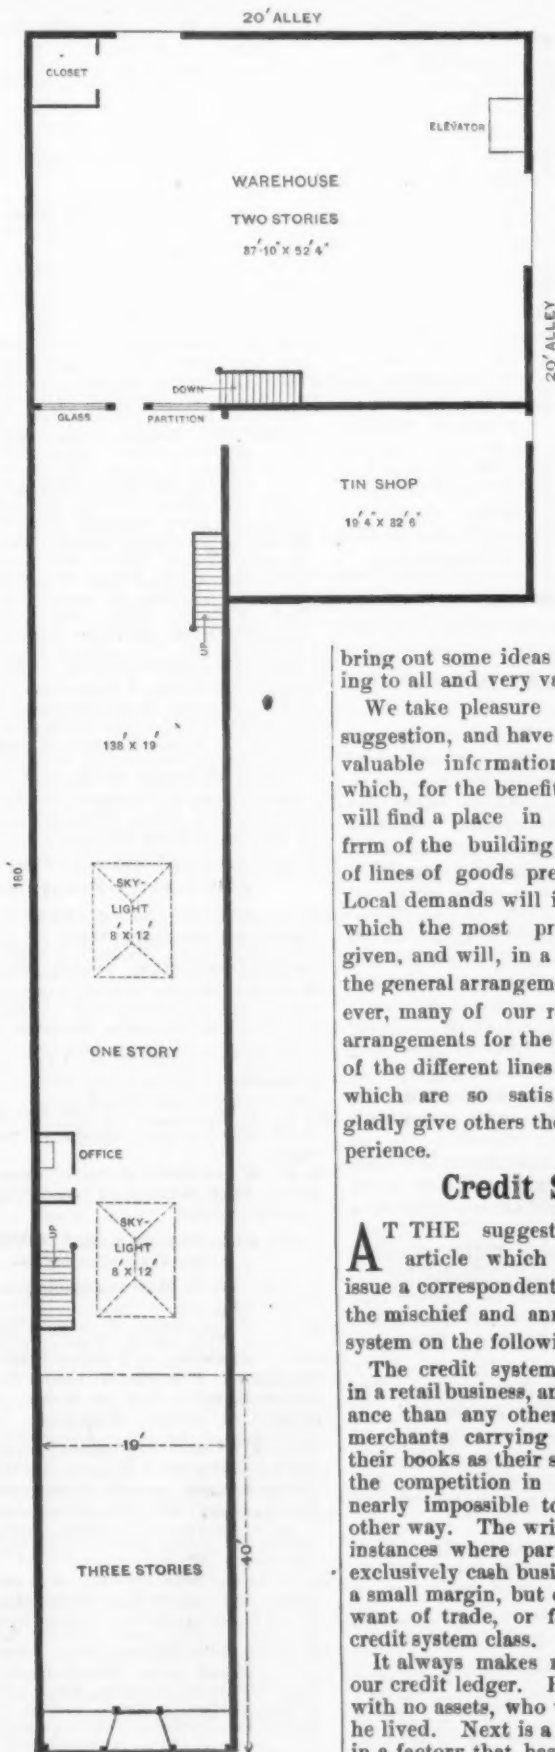 20' ALLEY
CLOSET
ELEVATOR
WAREHOUSE
TWO STORIES
37'-10" X 52'4"
20' ALLEY
DOWN
GLASS
PARTITION
TIN SHOP
19'4" X 32'6"
UP
138' X 19'
180'
SKY-
LIGHT
8' X 12'
ONE STORY
OFFICE
UP
SKY-
LIGHT
8' X 12'
19'
40'
THREE STORIES
bring out some ideas
ing to all and very va
We take pleasure
suggestion, and have
valuable information
which, for the benefit
will find a place in
frrm of the building
of lines of goods pre
Local demands will i
which the most pr
given, and will, in a
the general arrangem
ever, many of our r
arrangements for the
of the different lines
which are so satis
gladly give others the
perience.
Credit S
AT THE suggest
article which
issue a correspondent
the mischief and ann
system on the followi
The credit system
in a retail business, an
ance than any other
merchants carrying
their books as their s
the competition in
nearly impossible to
other way. The wri
instances where par
exclusively cash busi
a small margin, but
want of trade, or f
credit system class.
It always makes
our credit ledger. H
with no assets, who
he lived. Next is a
in a factory that has